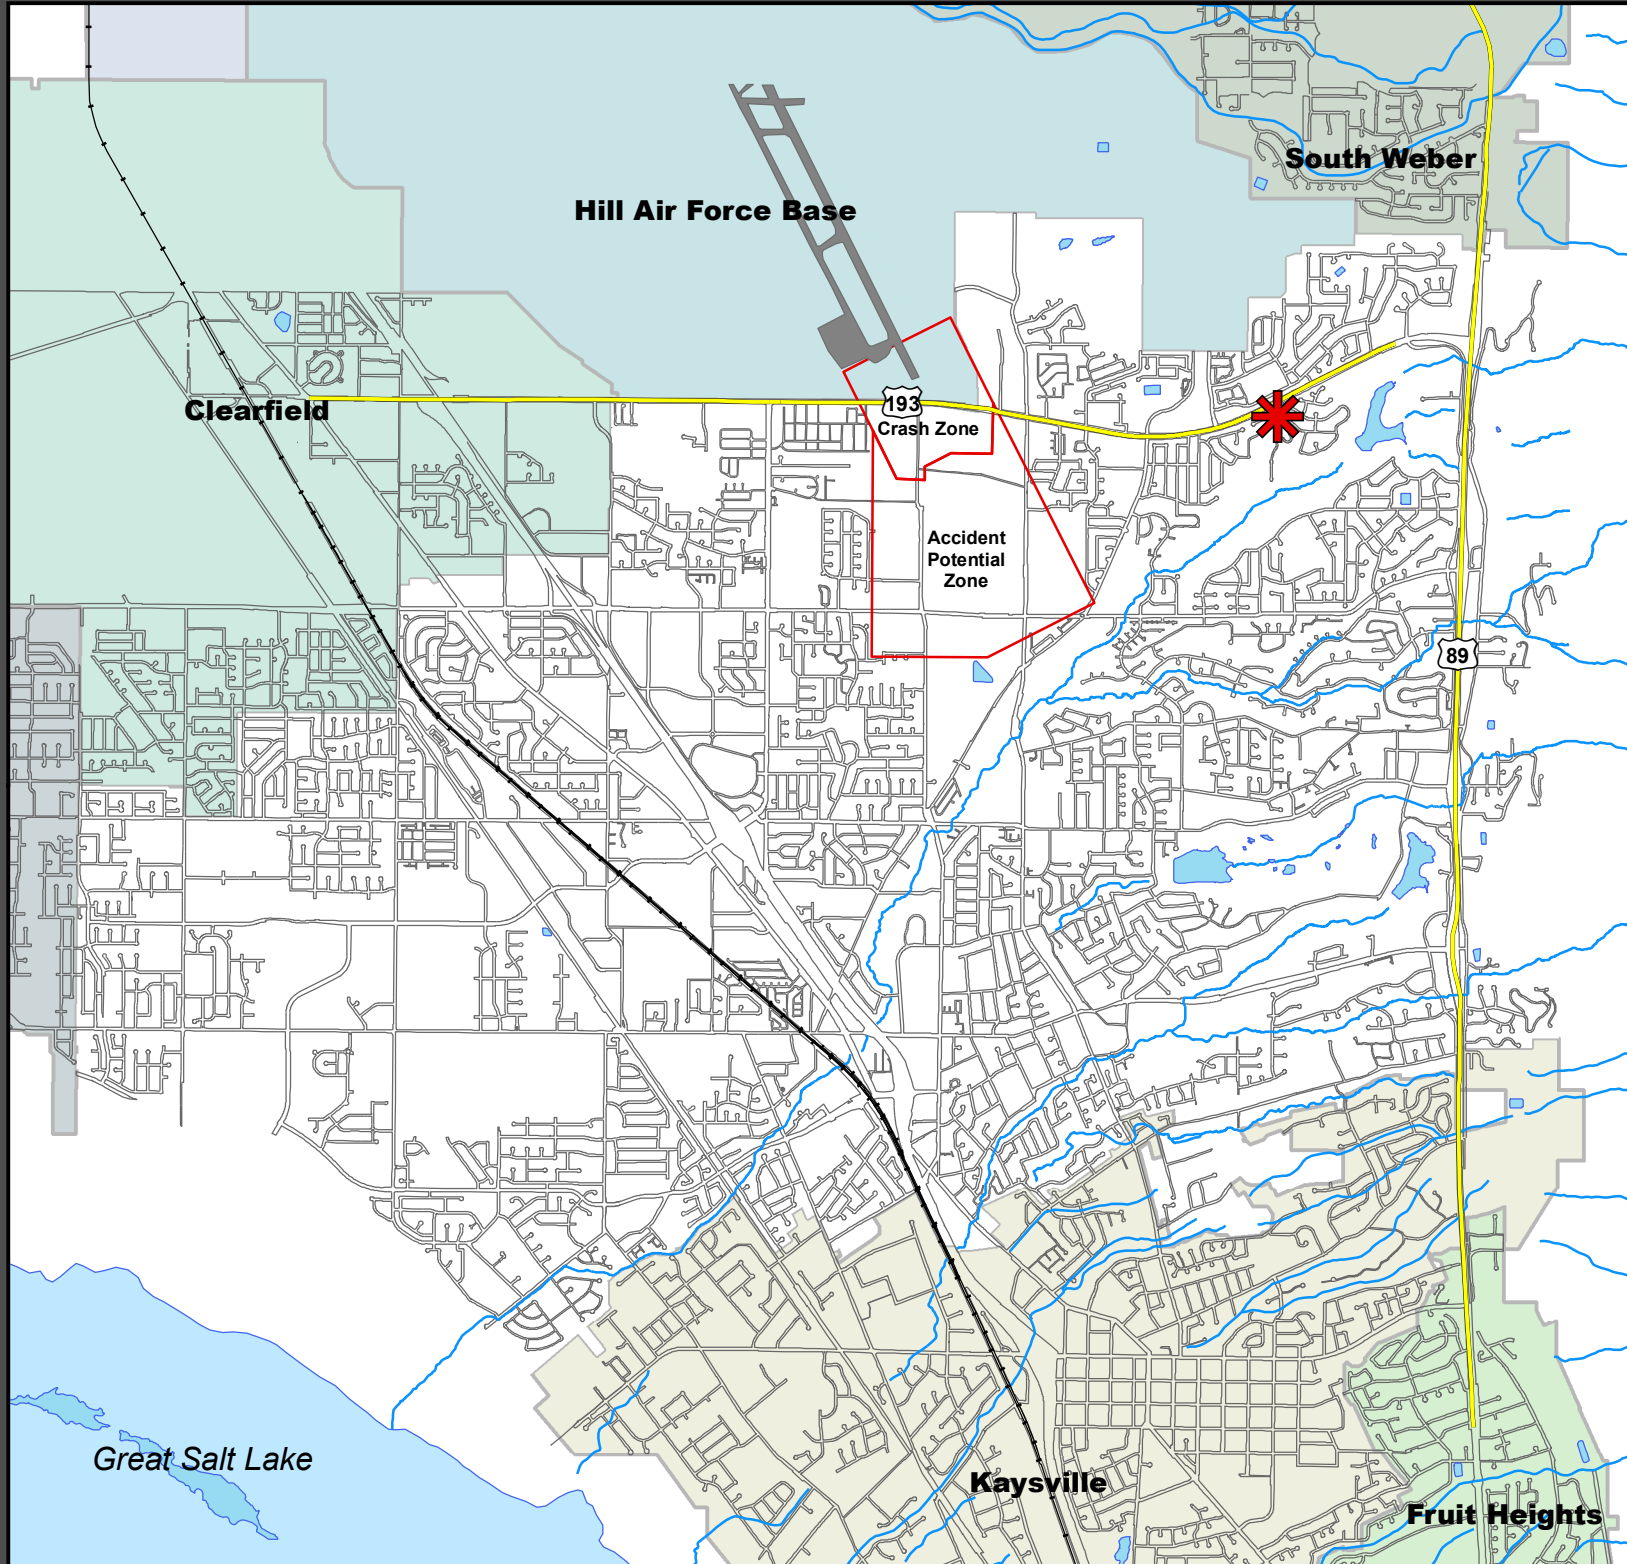 South Weber
Hill Air Force Base
193
Clearfield
Crash Zone
Accident
Potential
Zone
89
Great Salt Lake
Kaysville
Fruit Heights